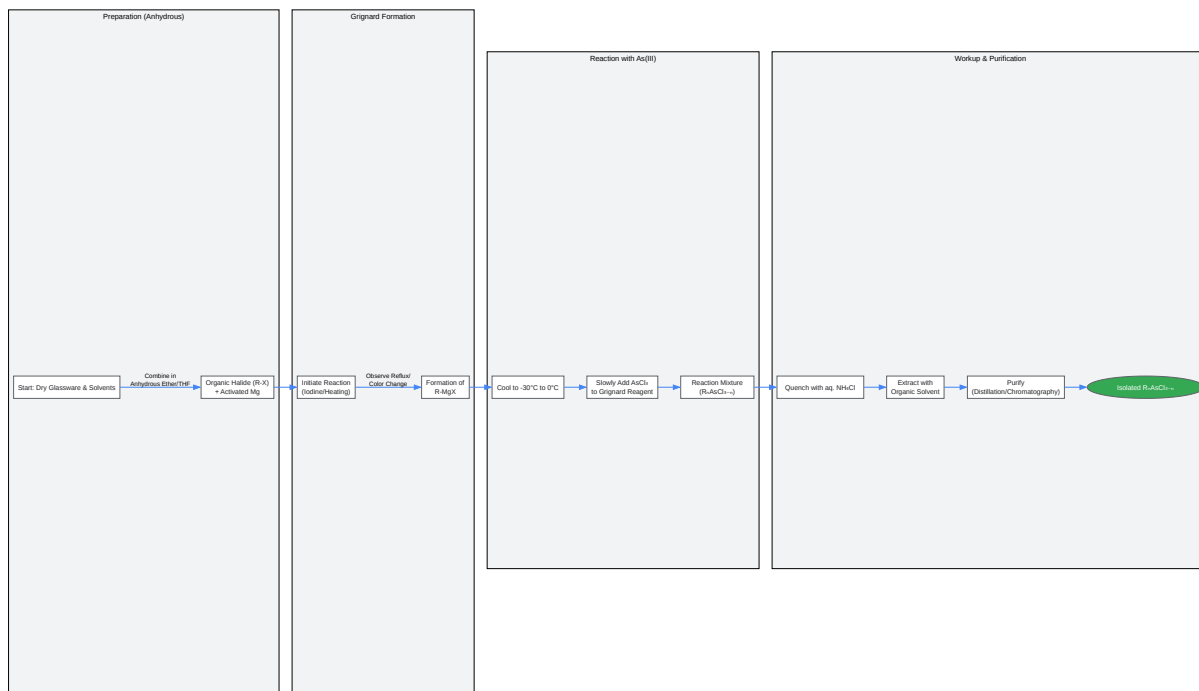 Preparation (Anhydrous)
Start: Dry Glassware & Solvents
Combine in
Anhydrous Ether/THF
Organic Halide (R-X)
+ Activated Mg
Grignard Formation
Initiate Reaction
(Iodine/Heating)
Observe Reflux/
Color Change
Formation of
R-MgX
Reaction with As(III)
Cool to -30°C to 0°C
Slowly Add AsCl₃
to Grignard Reagent
Reaction Mixture
(RₙAsCl₃₋ₙ)
Workup & Purification
Quench with aq. NH₄Cl
Extract with
Organic Solvent
Purify
(Distillation/Chromatography)
Isolated RₙAsCl₃₋ₙ